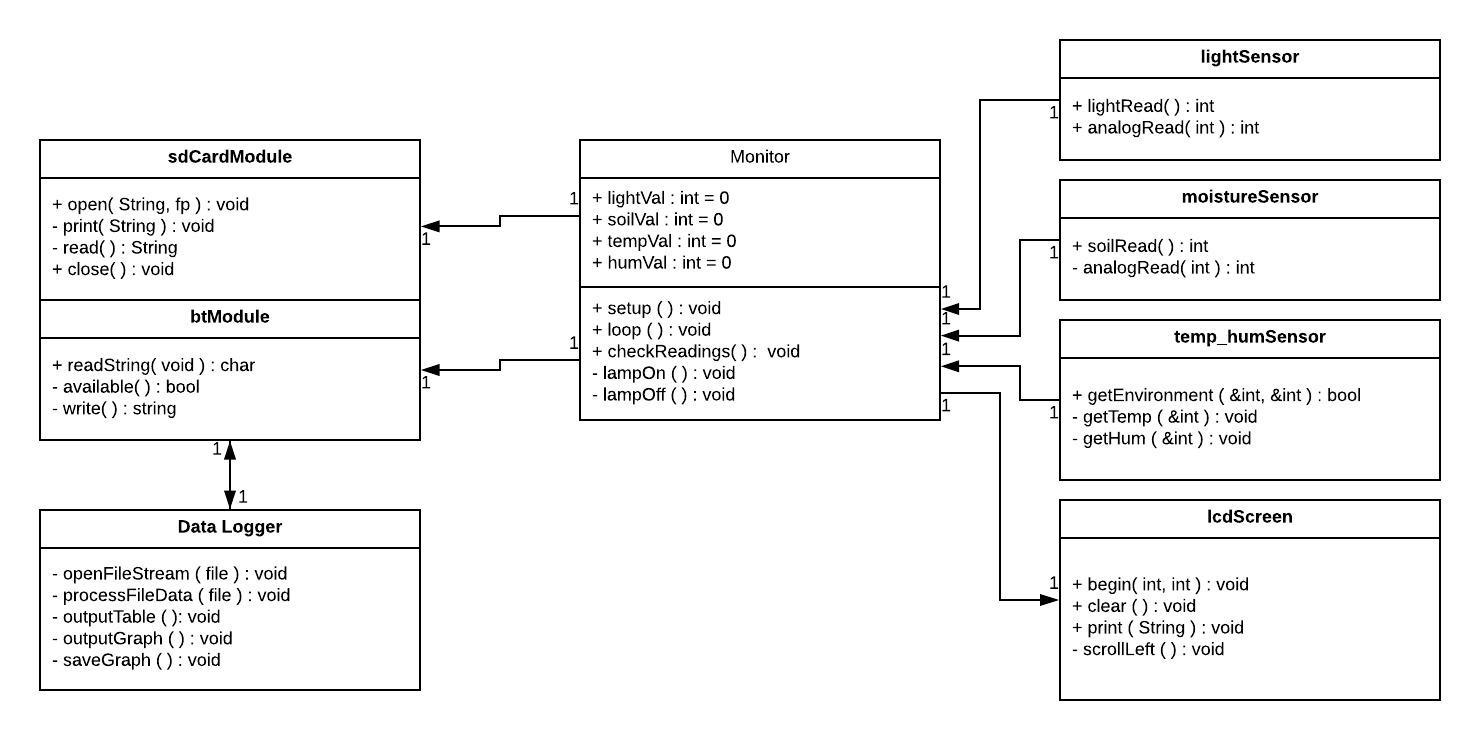 sdCardModule
+ open( String, fp ) : void
- print( String ) : void
- read( ) : String
+ close( ) : void
btModule
+ readString( void ) : char
- available( ) : bool
- write( ) : string
1
1
1
1
Data Logger
- openFileStream ( file ) : void
- processFileData ( file ) : void
- outputTable ( ): void
- outputGraph ( ) : void
- saveGraph ( ) : void
1
1
Monitor
+ lightVal : int = 0
+ soilVal : int = 0
+ tempVal : int = 0
+ humVal : int = 0
+ setup ( ) : void
+ loop ( ) : void
+ checkReadings( ) :  void
- lampOn ( ) : void
- lampOff ( ) : void
1
1
1
1
lightSensor
+ lightRead( ) : int
+ analogRead( int ) : int
1
moistureSensor
+ soilRead( ) : int
- analogRead( int ) : int
1
temp_humSensor
+ getEnvironment ( &int, &int ) : bool
- getTemp ( &int ) : void
- getHum ( &int ) : void
1
lcdScreen
+ begin( int, int ) : void
+ clear ( ) : void
+ print ( String ) : void
- scrollLeft ( ) : void
1